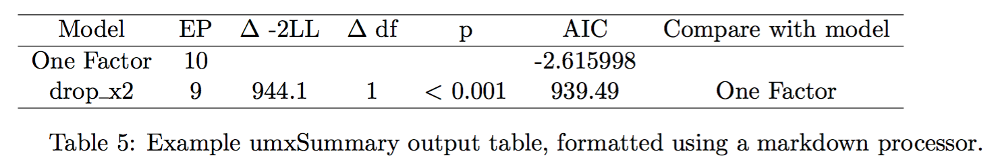 Model EP Δ -2LL Δ df p AIC Compare with model
One Factor 10 -2.615998
drop_x2 9 944.1 1 < 0.001 939.49 One Factor
Table 5: Example umxSummary output table, formatted using a markdown processor.